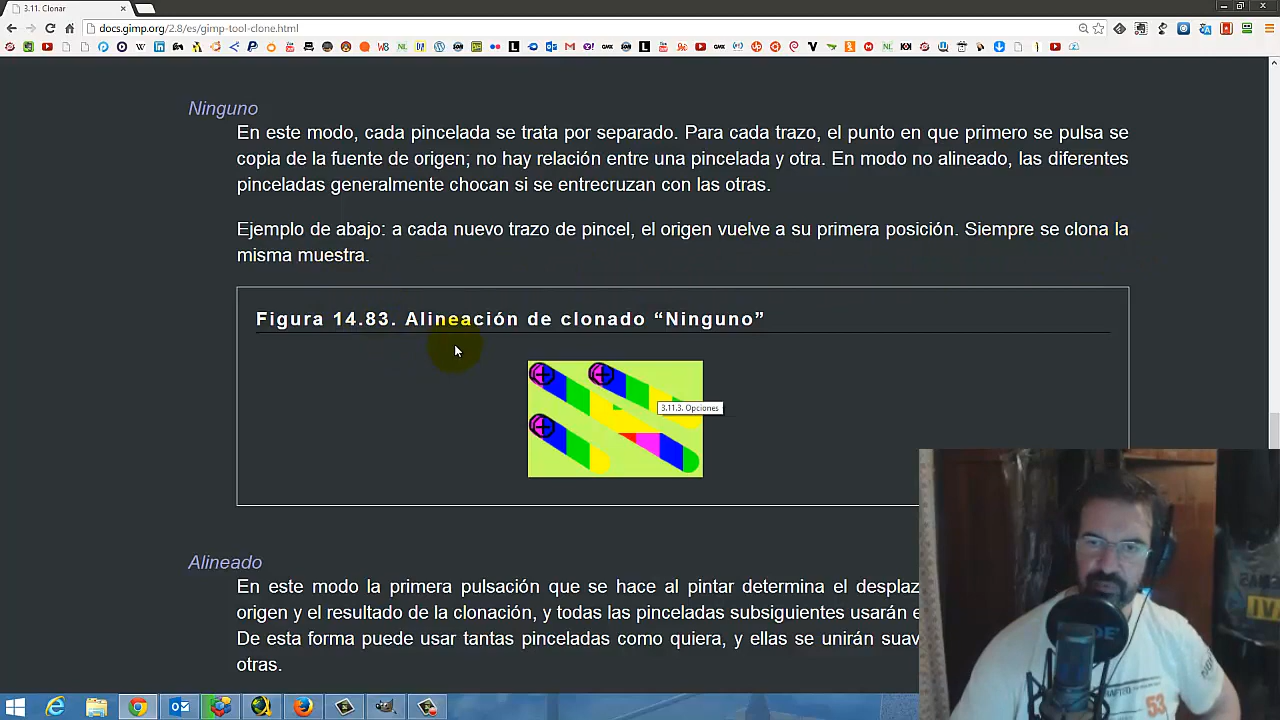 3.11. Clonar
docs.gimp.org/2.8/es/gimp-tool-clone.html
Ninguno
En este modo, cada pincelada se trata por separado. Para cada trazo, el punto en que primero se pulsa se
copia de la fuente de origen; no hay relación entre una pincelada y otra. En modo no alineado, las diferentes
pinceladas generalmente chocan si se entrecruzan con las otras.
Ejemplo de abajo: a cada nuevo trazo de pincel, el origen vuelve a su primera posición. Siempre se clona la
misma muestra.
Figura 14.83. Alineación de clonado “Ninguno”
3.11.3. Opciones
Alineado
En este modo la primera pulsación que se hace al pintar determina el desplaz
origen y el resultado de la clonación, y todas las pinceladas subsiguientes usarán e
De esta forma puede usar tantas pinceladas como quiera, y ellas se unirán suav
otras.
53